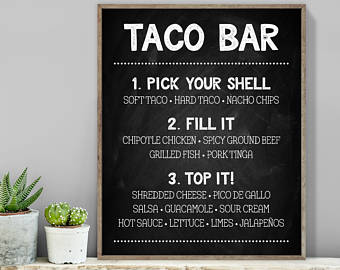 TACO BAR
1. PICK YOUR SHELL
SOFT TACO • HARD TACO • NACHO CHIPS
2. FILL IT
CHIPOTLE CHICKEN • SPICY GROUND BEEF
GRILLED FISH • PORK TINGA
3. TOP IT!
SHREDDED CHEESE • PICO DE GALLO
SALSA • GUACAMOLE • SOUR CREAM
HOT SAUCE • LETTUCE • LIMES • JALAPEÑOS